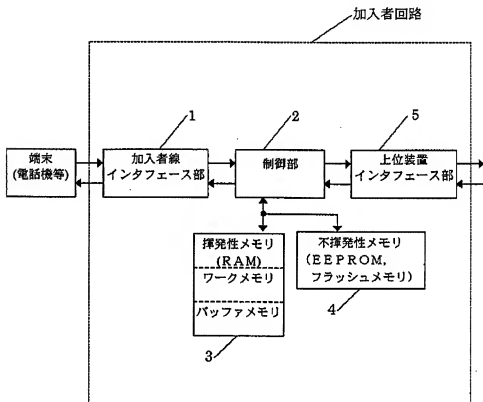 加入者回路
1
2
5
端末
(電話機等)
加入者線
インタフェース部
制御部
上位装置
インタフェース部
揮発性メモリ
(RAM)
ワークメモリ
バッファメモリ
3
不揮発性メモリ
(EEPROM,
フラッシュメモリ)
4